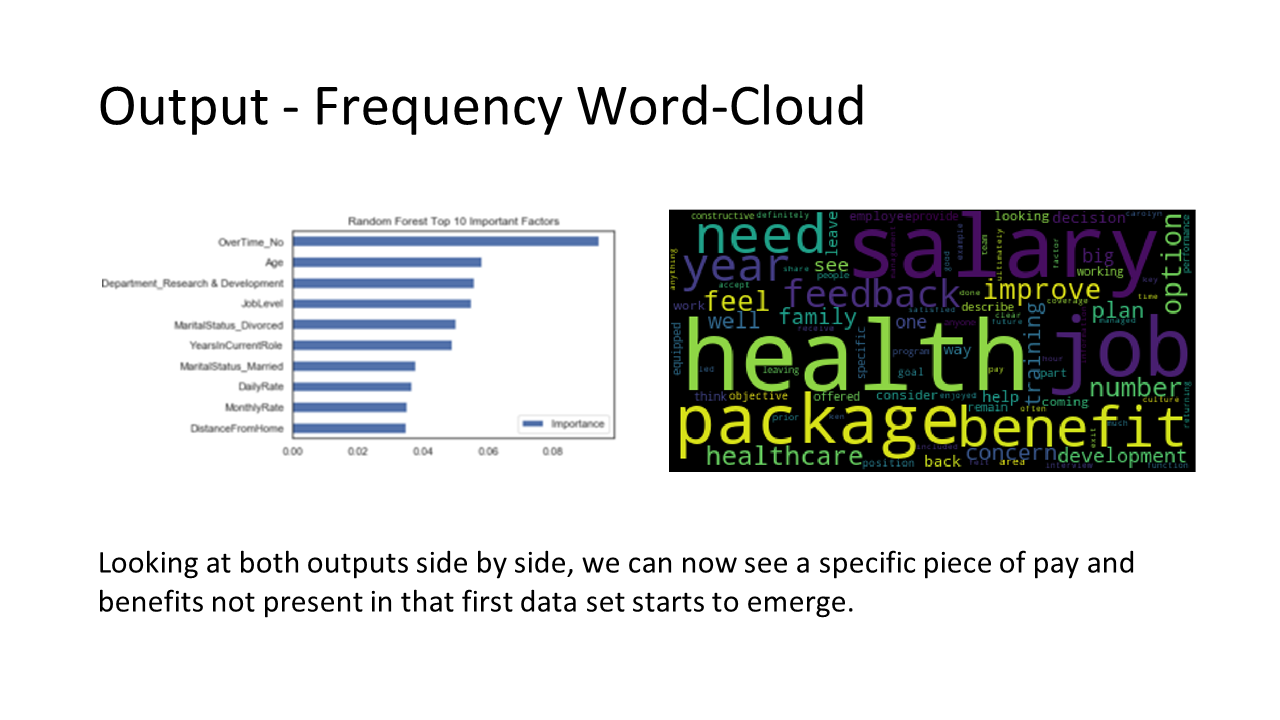 Output - Frequency Word-Cloud
Random Forest Top 10 Important Factors
OverTime_No
Age
Department_Research & Development
JobLevel
MaritalStatus_Divorced
YearsInCurrentRole
MaritalStatus_Married
DailyRate
MonthlyRate
DistanceFromHome
Importance
0.00 0.02 0.04 0.06 0.08
constructive definitely employee provide looking decision carolyn
need leave salary option performance
year share see people big working
anything accept feedback improve
work feel describe coverage way time
well family satisfied clear plan managed
receive one anyone future training
equipped health job
specific program way hour
leaving goal pay part number
think objective offered consider enjoyed help coming culture
package remain often benefit returning
prior much exit
included concern
healthcare position back felt area interview development function
good example team ultimately factor done
Looking at both outputs side by side, we can now see a specific piece of pay and
benefits not present in that first data set starts to emerge.